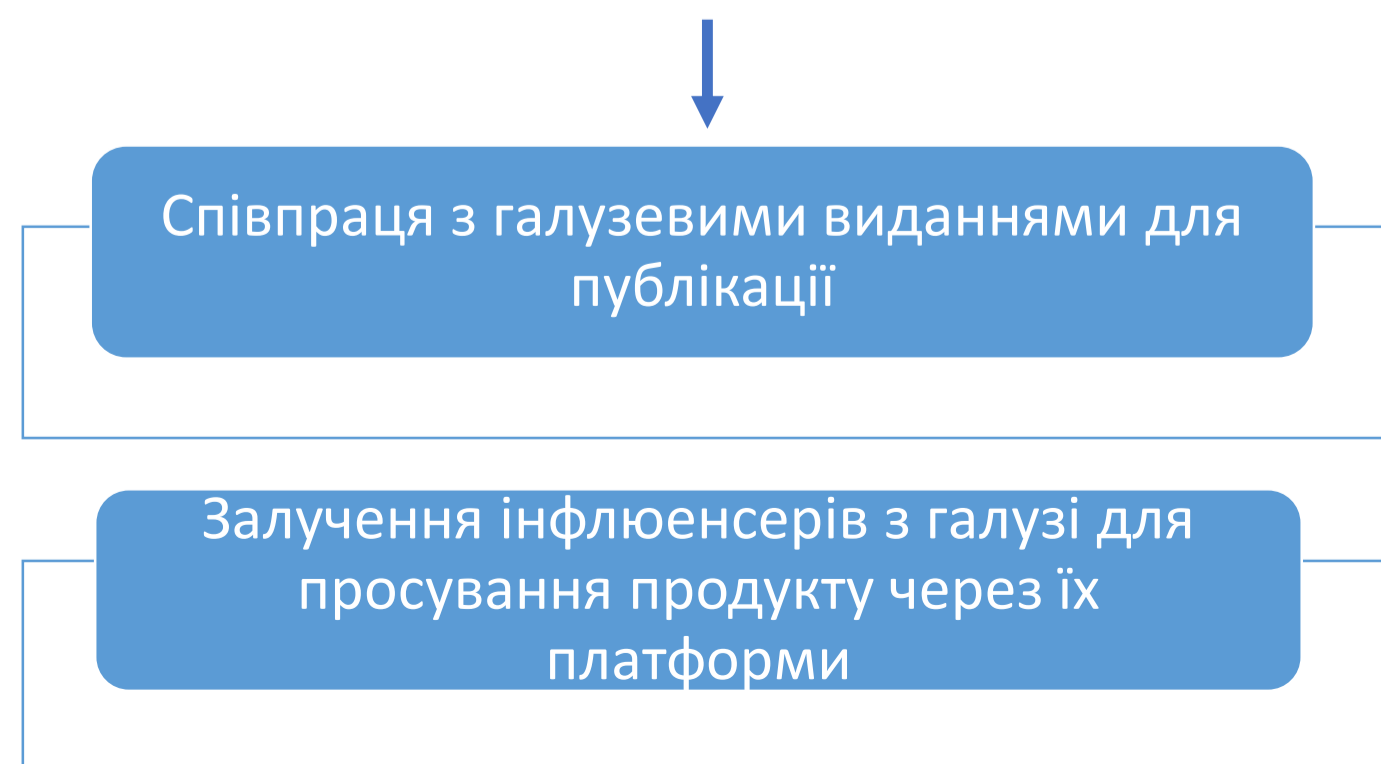 Співпраця з галузевими виданнями для
публікації
Залучення інфлюенсерів з галузі для
просування продукту через їх
платформи